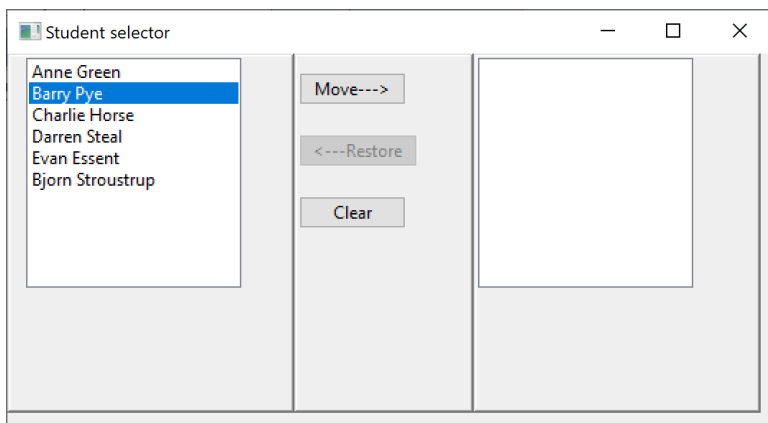 Student selector
Anne Green
Barry Pye
Charlie Horse
Darren Steal
Evan Essent
Bjorn Stroustrup
Move--->
<---Restore
Clear